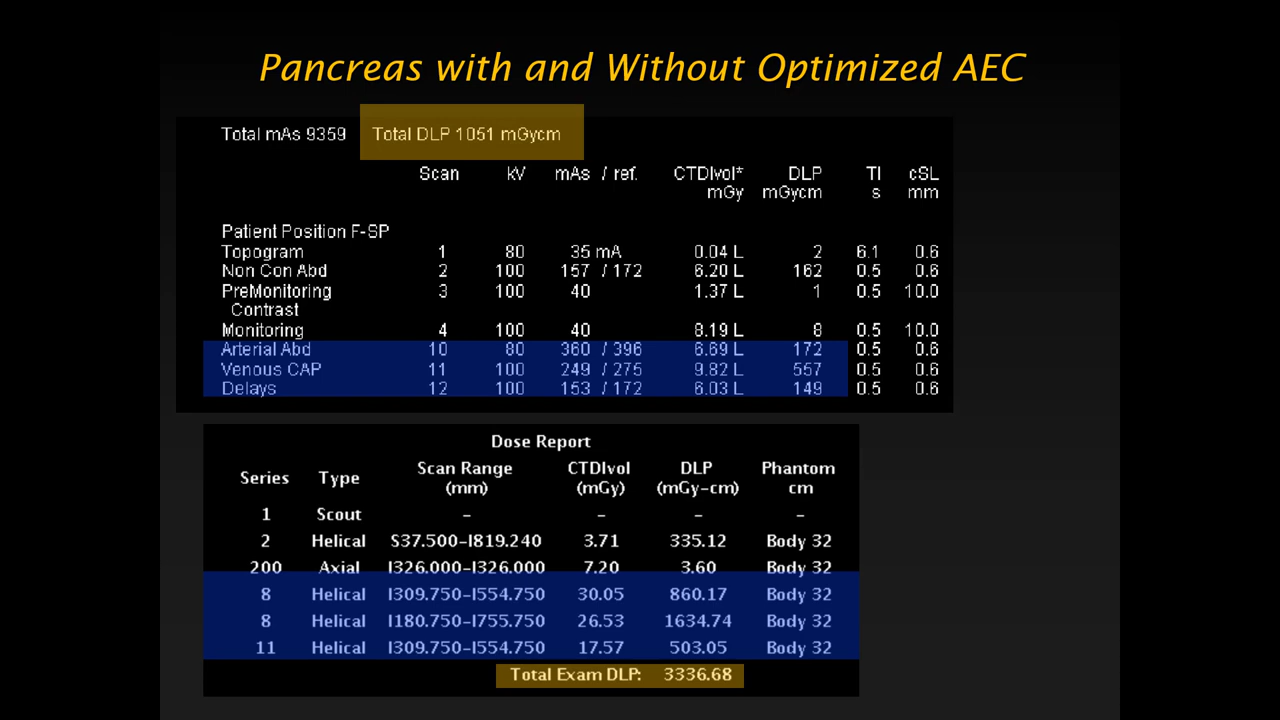 Pancreas with and Without Optimized AEC
Total mAs 9359 Total DLP 1051 mGycm
Scan kV mAs / ref. CTDIvol* DLP TI cSL
mGy mGycm s mm
Patient Position F-SP
Topogram 1 80 35 mA 0.04 L 2 6.1 0.6
Non Con Abd 2 100 157 / 172 6.20 L 162 0.5 0.6
PreMonitoring 3 100 40 1.37 L 1 0.5 10.0
Contrast
Monitoring 4 100 40 8.19 L 8 0.5 10.0
Arterial Abd 10 80 360 / 396 6.69 L 172 0.5 0.6
Venous CAP 11 100 249 / 275 9.82 L 557 0.5 0.6
Delays 12 100 153 / 172 6.03 L 149 0.5 0.6
Dose Report
Series Type Scan Range CTDIvol DLP Phantom
(mm) (mGy) (mGy-cm) cm
1 Scout – – – –
2 Helical S37.500-I819.240 3.71 335.12 Body 32
200 Axial I326.000-I326.000 7.20 3.60 Body 32
8 Helical I309.750-I554.750 30.05 860.17 Body 32
8 Helical I180.750-I755.750 26.53 1634.74 Body 32
11 Helical I309.750-I554.750 17.57 503.05 Body 32
Total Exam DLP: 3336.68